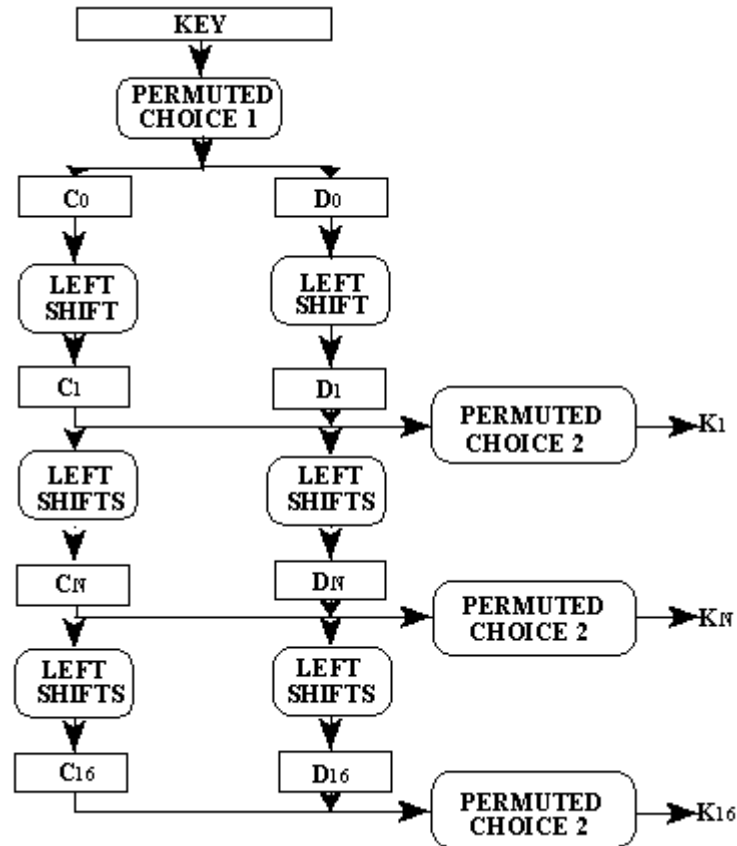 KEY
PERMUTED
CHOICE 1
C0
D0
LEFT
SHIFT
LEFT
SHIFT
C1
D1
PERMUTED
CHOICE 2
K1
LEFT
SHIFTS
LEFT
SHIFTS
CN
DN
PERMUTED
CHOICE 2
KN
LEFT
SHIFTS
LEFT
SHIFTS
C16
D16
PERMUTED
CHOICE 2
K16